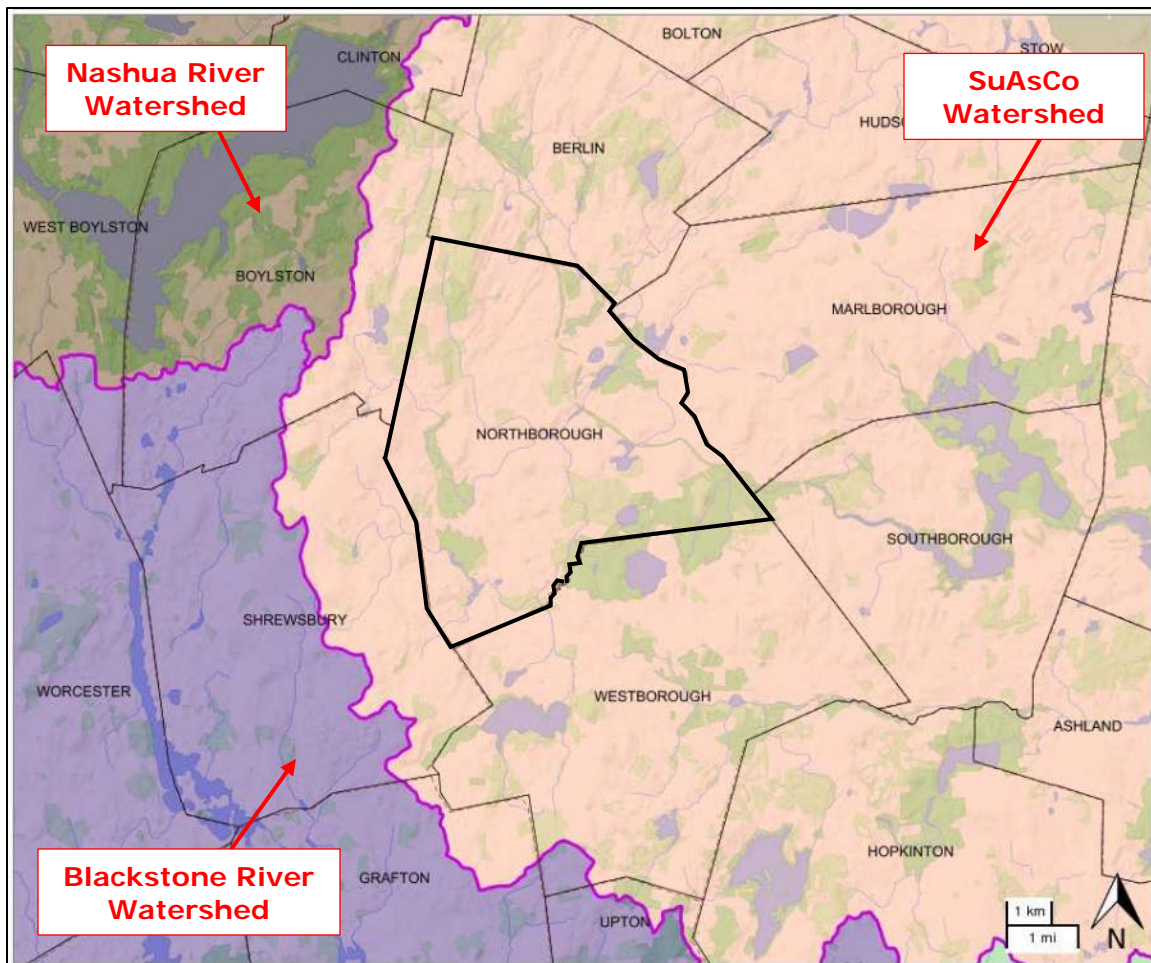 BOLTON
CLINTON
STOW
Nashua River
Watershed
SuAsCo
Watershed
HUDS
BERLIN
WEST BOYLSTON
BOYLSTON
MARLBOROUGH
NORTHBOROUGH
SOUTHBOROUGH
SHREWSBURY
WORCESTER
WESTBOROUGH
ASHLAND
HOPKINTON
Blackstone River
Watershed
GRAFTON
UPTON
1 km
1 mi
N